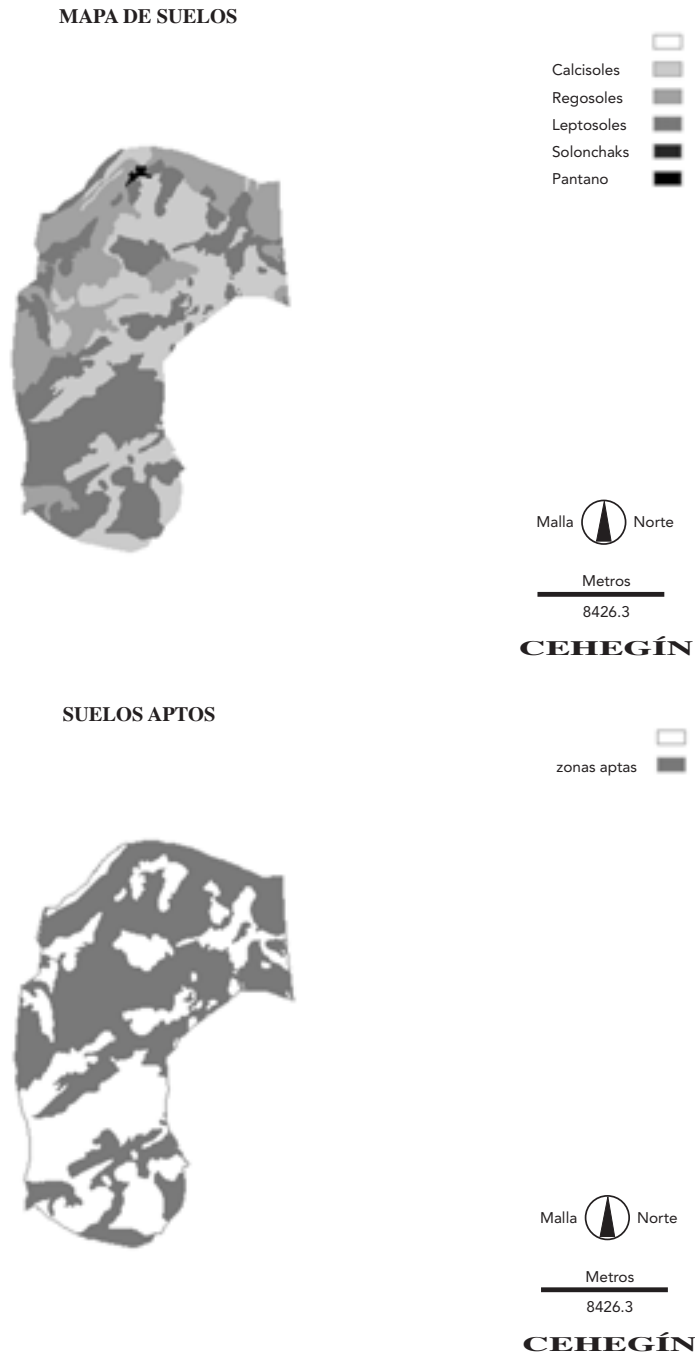 MAPA DE SUELOS
Calcisoles
Regosoles
Leptosoles
Solonchaks
Pantano
Malla Norte
Metros
8426.3
CEHEGÍN
SUELOS APTOS
zonas aptas
Malla Norte
Metros
8426.3
CEHEGÍN